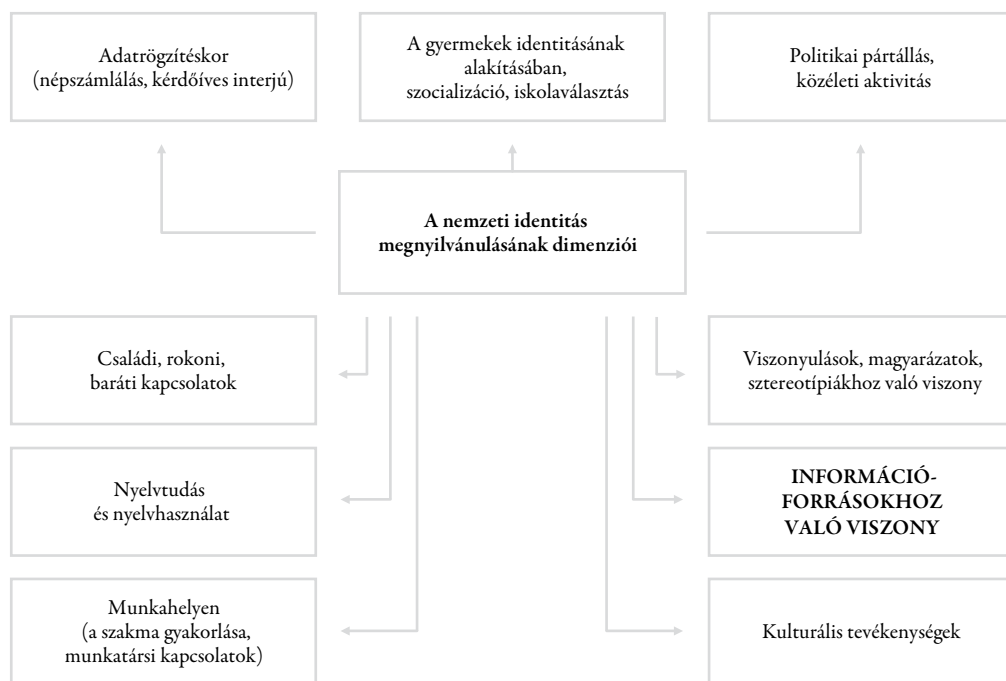 Adatrögzítéskor
(népszámlálás, kérdőíves interjú)
A gyermekek identitásának
alakításában,
szocializáció, iskolaválasztás
Politikai pártállás,
közéleti aktivitás
A nemzeti identitás
megnyilvánulásának dimenziói
Családi, rokoni,
baráti kapcsolatok
Viszonyulások, magyarázatok,
sztereotípiákhoz való viszony
Nyelvtudás
és nyelvhasználat
INFORMÁCIÓ-
FORRÁSOKHOZ
VALÓ VISZONY
Munkahelyen
(a szakma gyakorlása,
munkatársi kapcsolatok)
Kulturális tevékenységek